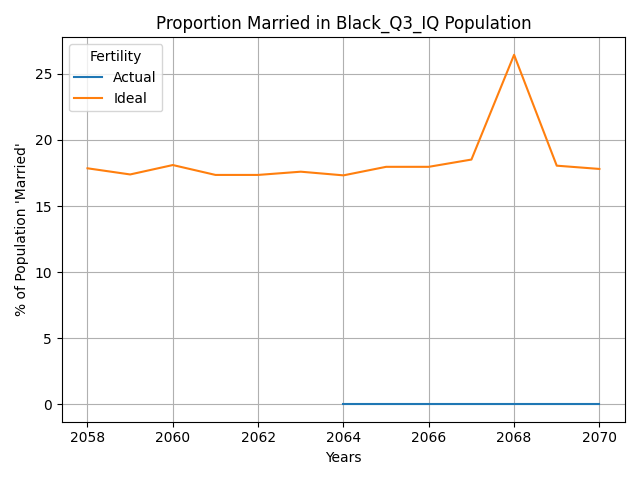 Proportion Married in Black_Q3_IQ Population
Fertility
Actual
Ideal
% of Population 'Married'
25
20
15
10
5
0
2058 2060 2062 2064 2066 2068 2070
Years